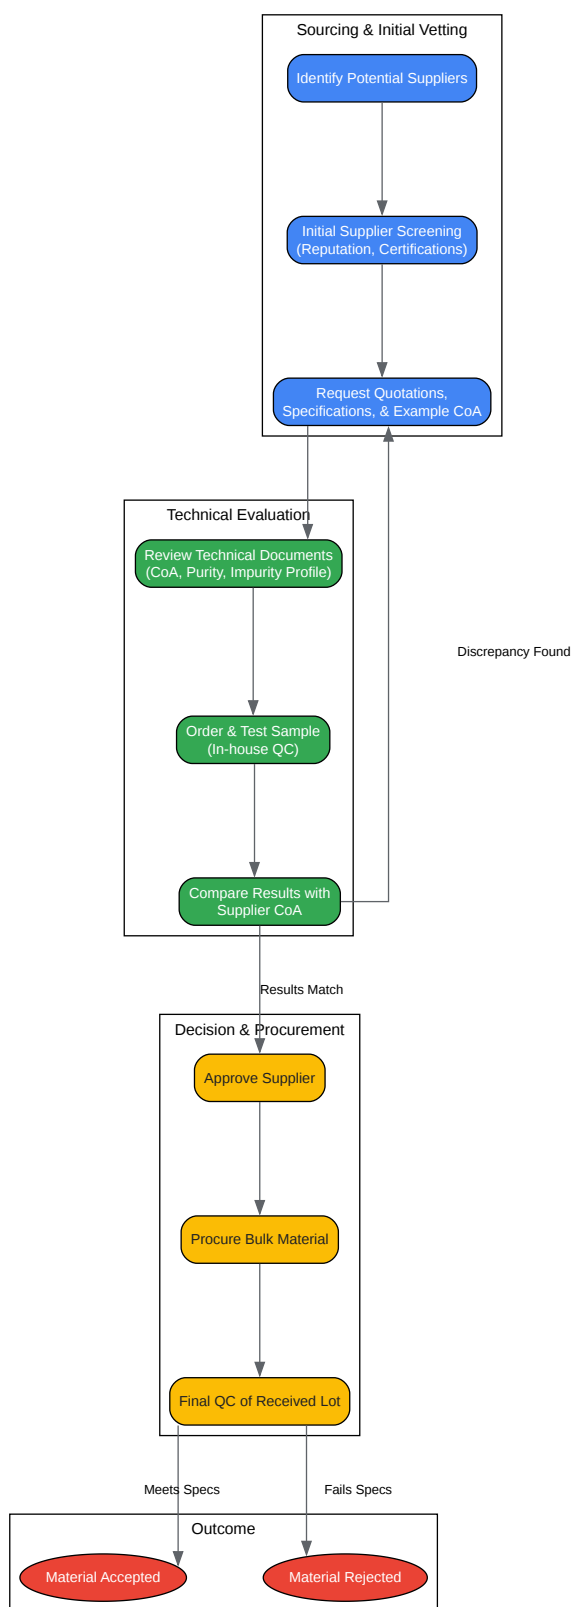 Sourcing & Initial Vetting
Identify Potential Suppliers
Initial Supplier Screening
(Reputation, Certifications)
Request Quotations,
Specifications, & Example CoA
Technical Evaluation
Review Technical Documents
(CoA, Purity, Impurity Profile)
Discrepancy Found
Order & Test Sample
(In-house QC)
Compare Results with
Supplier CoA
Results Match
Decision & Procurement
Approve Supplier
Procure Bulk Material
Final QC of Received Lot
Meets Specs
Fails Specs
Outcome
Material Accepted
Material Rejected